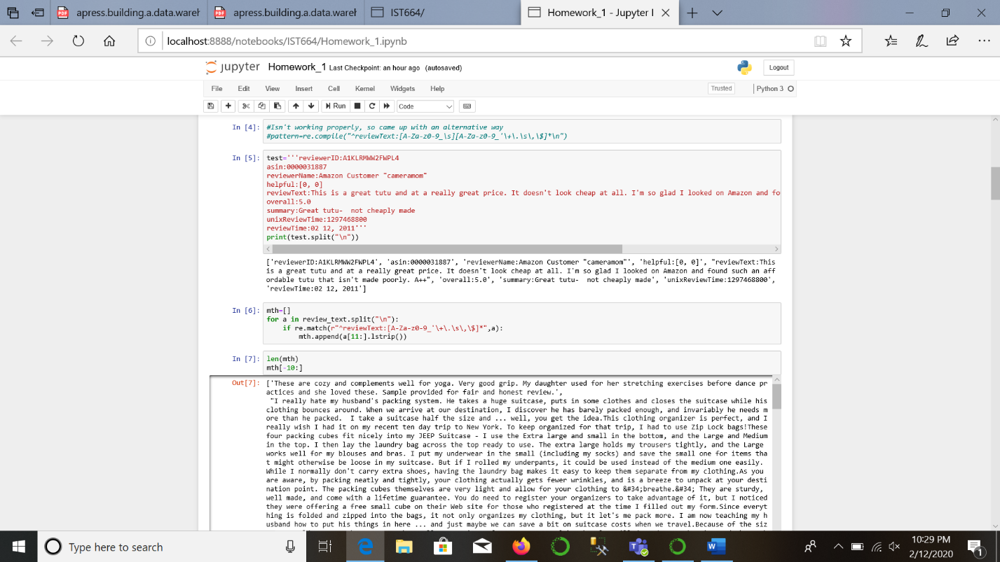 apress.building.a.data.wareh
apress.building.a.data.wareh
IST664/
Homework_1 - Jupyter I
localhost:8888/notebooks/IST664/Homework_1.ipynb
jupyter Homework_1 Last Checkpoint: an hour ago (autosaved)
Logout
File Edit View Insert Cell Kernel Widgets Help
Trusted
Python 3
Run
Code
In [4]: #Isn't working properly, so came up with an alternative way
#pattern=re.compile("^reviewText:[A-Za-z0-9_\s][A-Za-z0-9_'\+\.\s\,\$]*\n")
In [5]: test='''reviewerID:A1KLRMWW2FWPL4
asin:0000031887
reviewerName:Amazon Customer "cameramom"
helpful:[0, 0]
reviewText:This is a great tutu and at a really great price. It doesn't look cheap at all. I'm so glad I looked on Amazon and fo
overall:5.0
summary:Great tutu-  not cheaply made
unixReviewTime:1297468800
reviewTime:02 12, 2011'''
print(test.split("\n"))
['reviewerID:A1KLRMWW2FWPL4', 'asin:0000031887', 'reviewerName:Amazon Customer "cameramom"', 'helpful:[0, 0]', "reviewText:This
is a great tutu and at a really great price. It doesn't look cheap at all. I'm so glad I looked on Amazon and found such an aff
ordable tutu that isn't made poorly. A++", 'overall:5.0', 'summary:Great tutu-  not cheaply made', 'unixReviewTime:1297468800',
'reviewTime:02 12, 2011']
In [6]: mth=[]
for a in review_text.split("\n"):
    if re.match(r"^reviewText:[A-Za-z0-9_'\+\.\s\,\$]*",a):
        mth.append(a[11:].lstrip())
In [7]: len(mth)
mth[-10:]
Out[7]: ['These are cozy and complements well for yoga. Very good grip. My daughter used for her stretching exercises before dance pr
actices and she loved these. Sample provided for fair and honest review.',
"I really hate my husband's packing system. He takes a huge suitcase, puts in some clothes and closes the suitcase while his
clothing bounces around. When we arrive at our destination, I discover he has barely packed enough, and invariably he needs m
ore than he packed.  I take a suitcase half the size and ... well, you get the idea.This clothing organizer is perfect, and I
really wish I had it on my recent ten day trip to New York. To keep organized for that trip, I had to use Zip Lock bags!These
four packing cubes fit nicely into my JEEP Suitcase - I use the Extra large and small in the bottom, and the Large and Medium
in the top. I then lay the laundry bag across the top ready to use. The extra large holds my trousers tightly, and the Large
works well for my blouses and bras. I put my underwear in the small (including my socks) and save the small one for items tha
t might otherwise be loose in my suitcase. But if I rolled my underpants, it could be used instead of the medium one easily.
While I normally don't carry extra shoes, having the laundry bag makes it easy to keep them separate from my clothing.As you
are aware, by packing neatly and tightly, your clothing actually gets fewer wrinkles, and is a breeze to unpack at your desti
nation point. The packing cubes themselves are very light and allow for your clothing to &#34;breathe.&#34; They are sturdy,
well made, and come with a lifetime guarantee. You do need to register your organizers to take advantage of it, but I noticed
they were offering a free small cube on their Web site for those who registered at the time I filled out my form.Since everyt
hing is folded and zipped into the bags, it not only organizes my clothing, but it let's me pack more. I am now teaching my h
usband how to put his things in here ... and just maybe we can save a bit on suitcase costs when we travel.Because of the siz
Type here to search
10:29 PM
2/12/2020
1